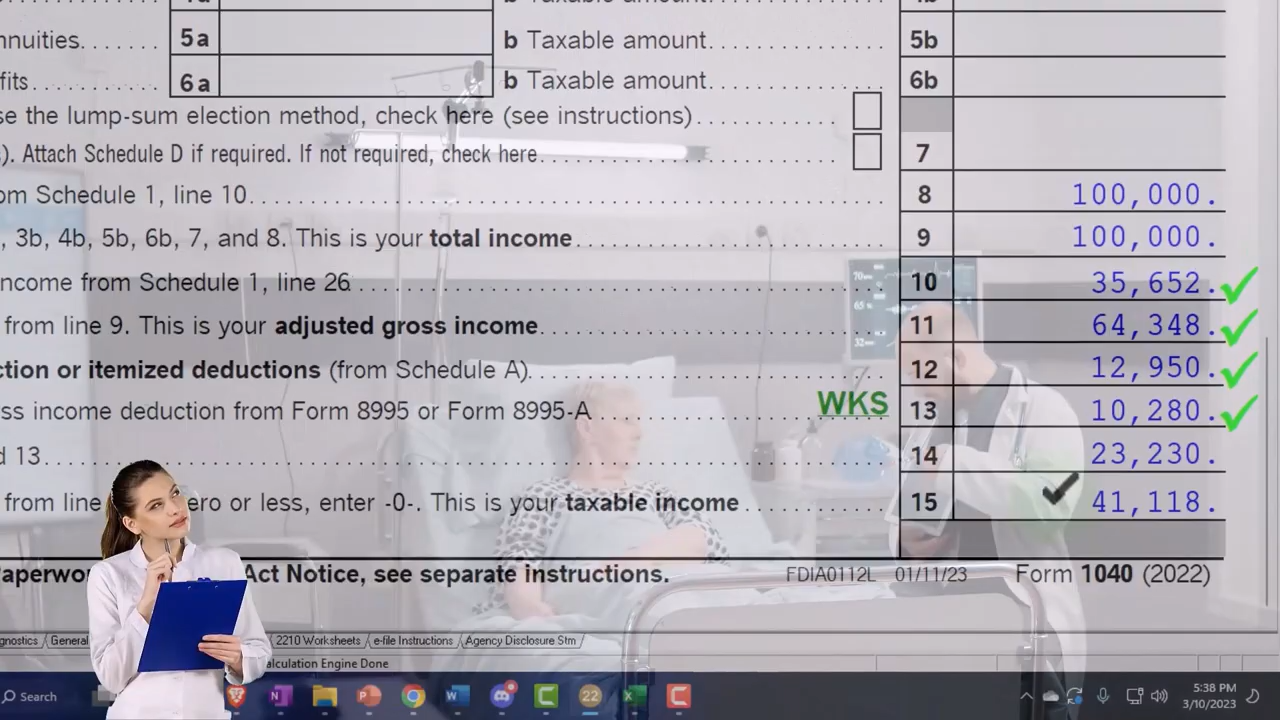 5a b Taxable amount 5b
nnuities.
6a b Taxable amount 6b
fits
se the lump-sum election method, check here (see instructions)
s). Attach Schedule D if required. If not required, check here 7
om Schedule 1, line 10 8 100,000.
, 3b, 4b, 5b, 6b, 7, and 8. This is your total income 9 100,000.
ncome from Schedule 1, line 26 10 35,652.
from line 9. This is your adjusted gross income 11 64,348.
ction or itemized deductions (from Schedule A) 12 12,950.
ss income deduction from Form 8995 or Form 8995-A WKS 13 10,280.
d 13 14 23,230.
from line ero or less, enter -0-. This is your taxable income 15 41,118.
Paperwo Act Notice, see separate instructions. FDIA0112L 01/11/23 Form 1040 (2022)
gnostics General 2210 Worksheets e-file Instructions Agency Disclosure Stm
alculation Engine Done
Search 22 5:38 PM
3/10/2023